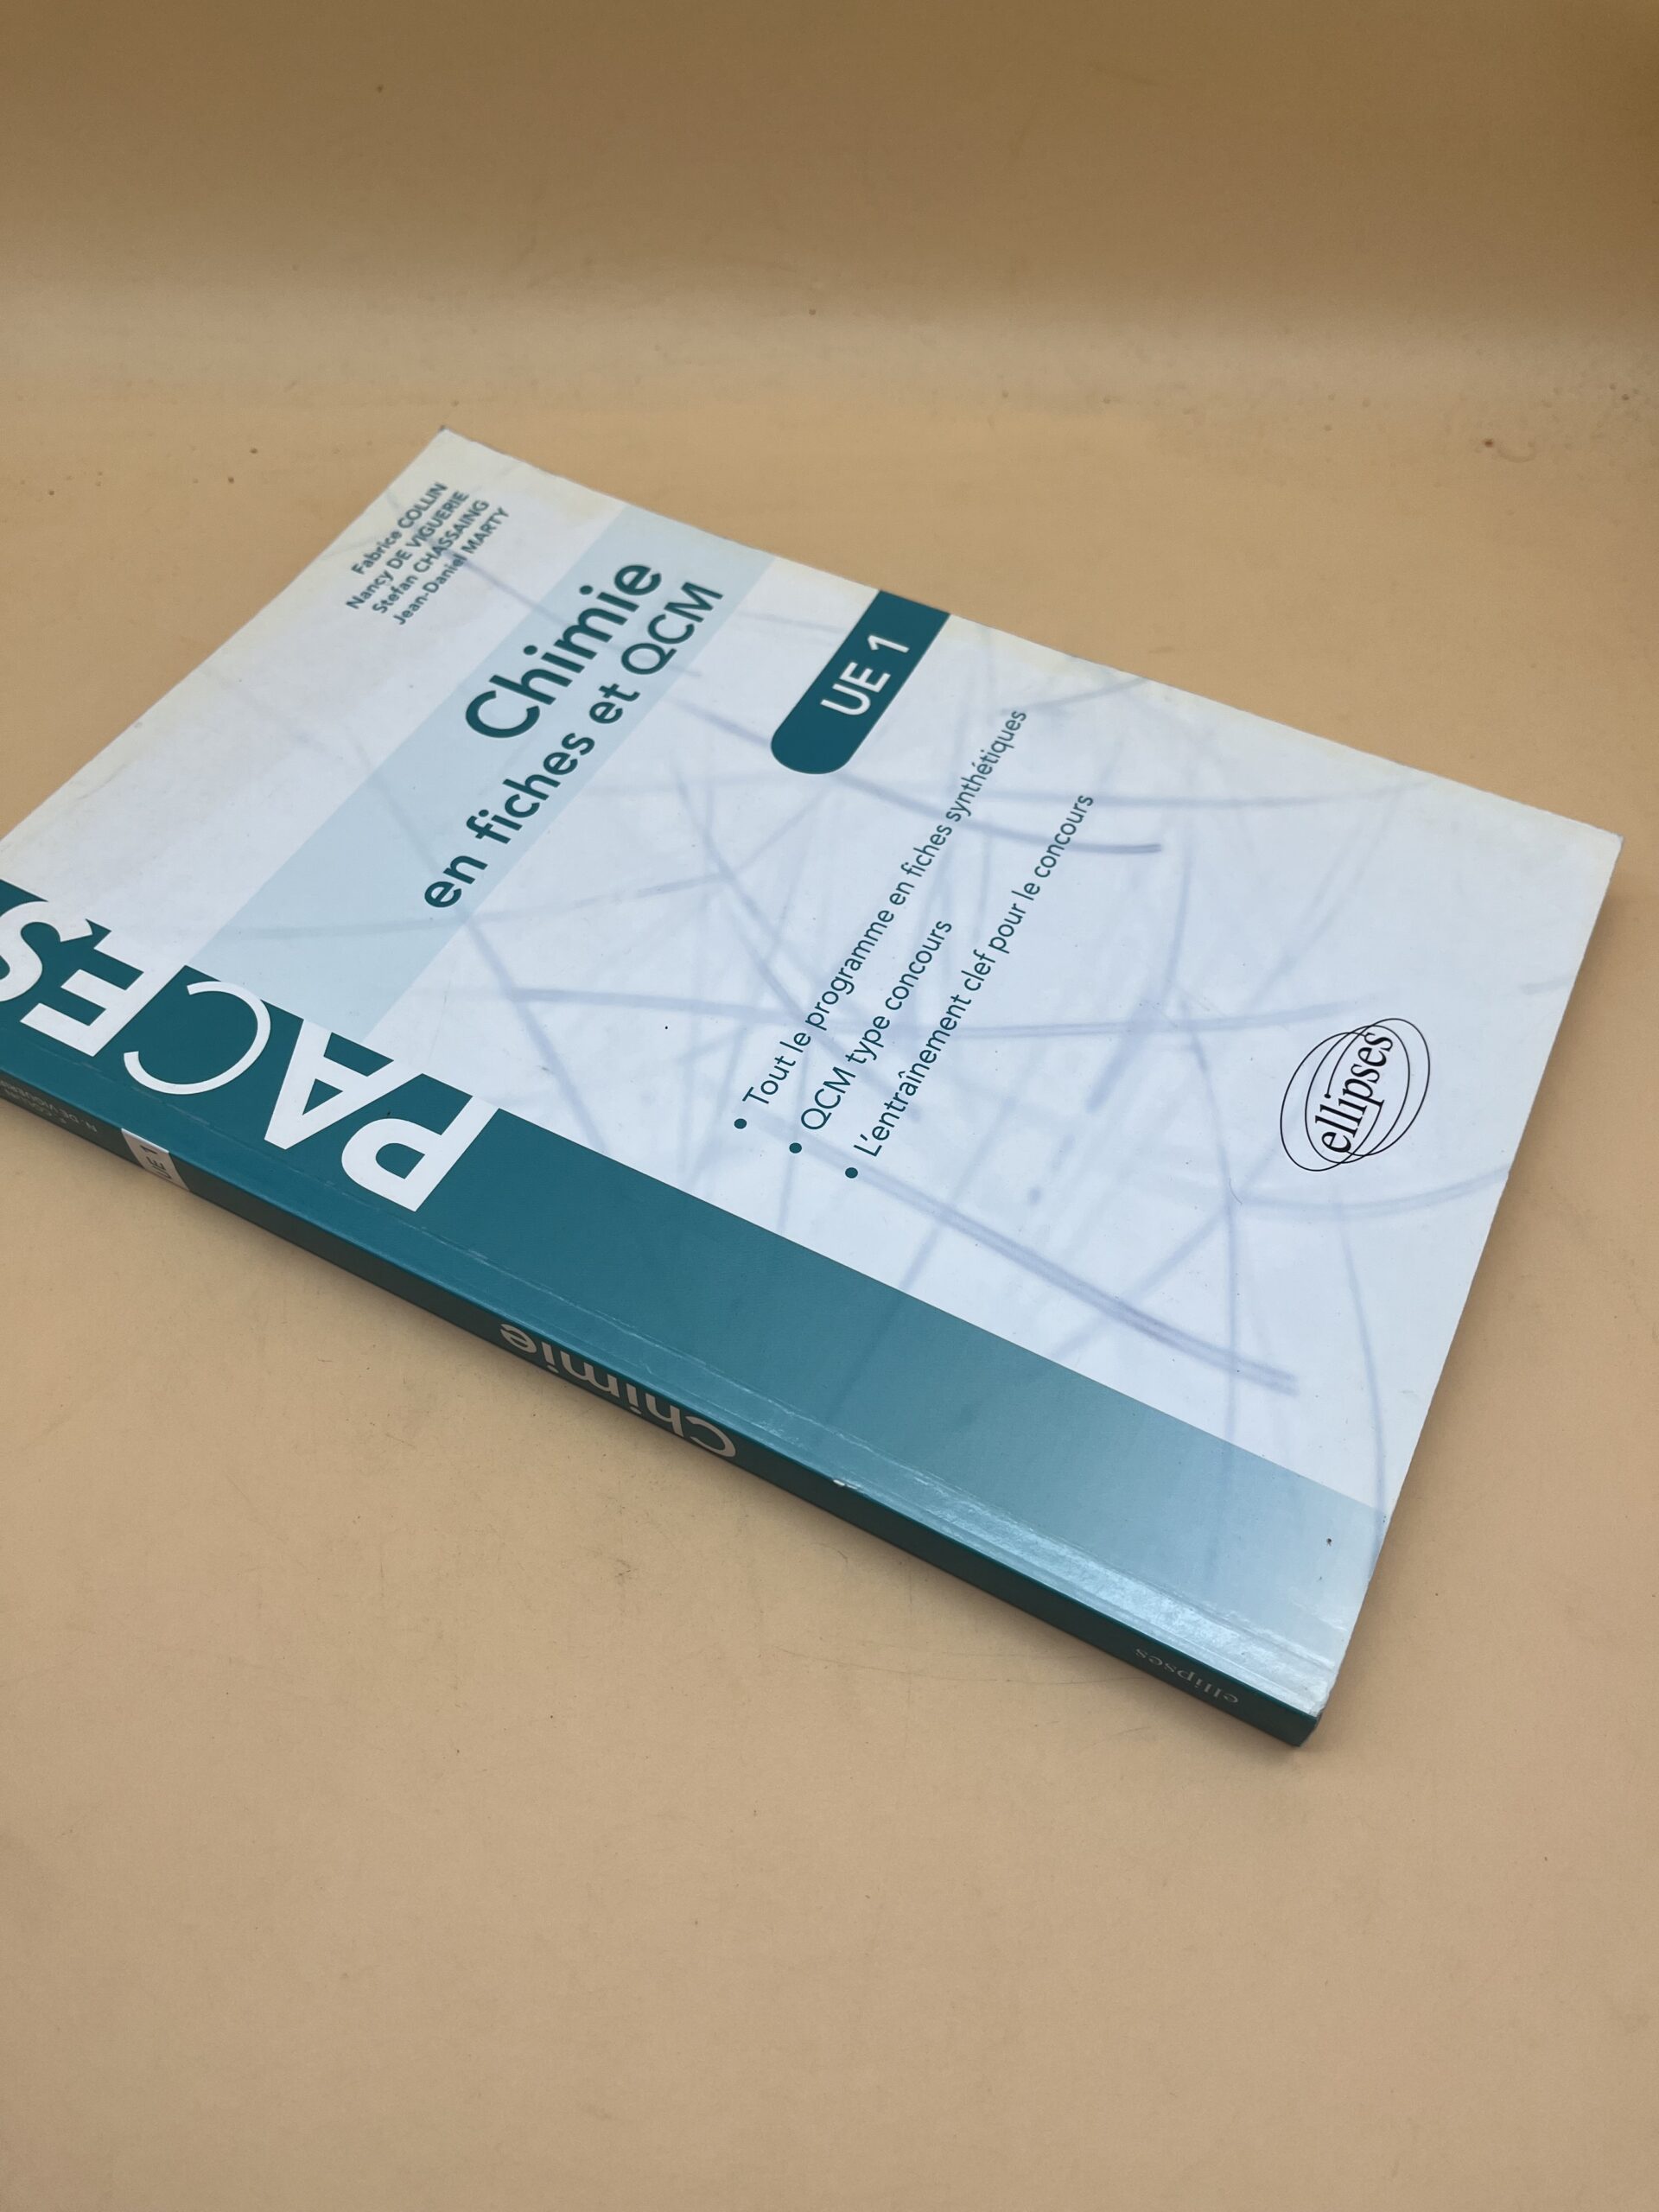 Fabrice COLLIN
Nancy DE VIGUERIE
Stefan CHASSAING
Jean-Daniel MARTY
Chimie
en fiches et QCM
UE 1
• Tout le programme en fiches synthétiques
• QCM type concours
• L'entraînement clef pour le concours
ellipses
PACES
UE 1
Chimie
ellipses